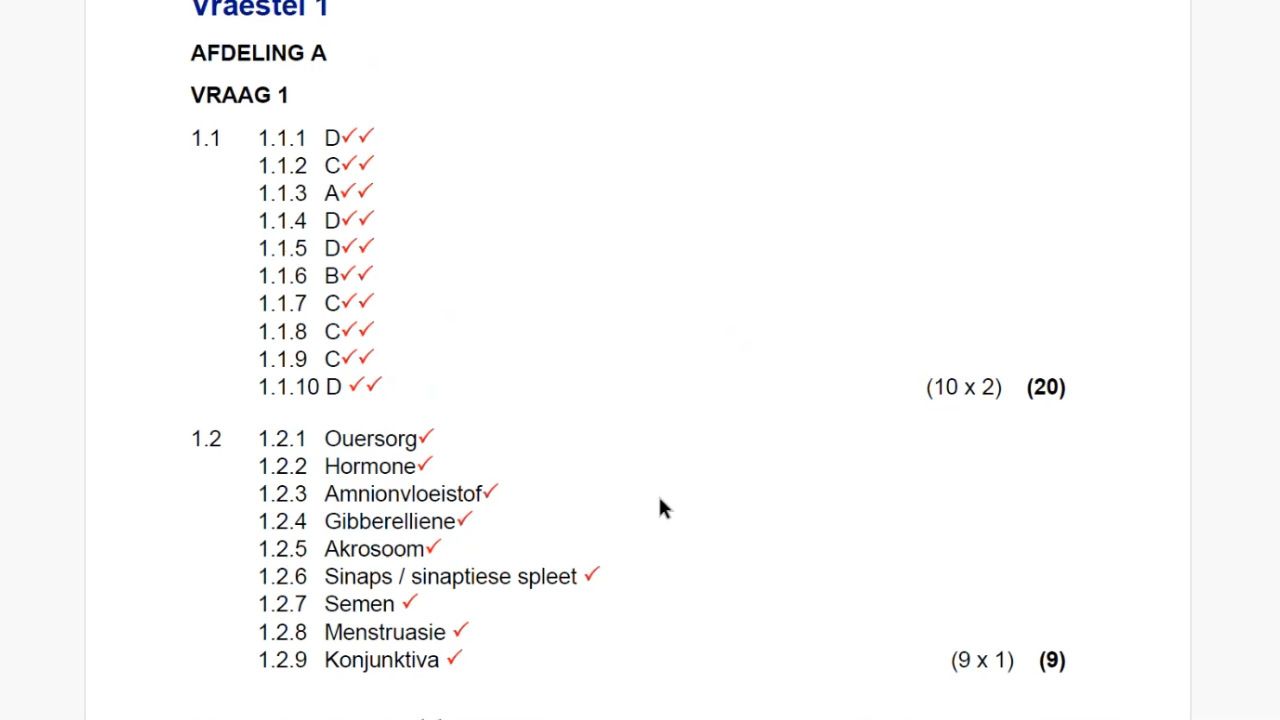 Vraestel 1
AFDELING A
VRAAG 1
1.1 1.1.1 D✓✓
1.1.2 C✓✓
1.1.3 A✓✓
1.1.4 D✓✓
1.1.5 D✓✓
1.1.6 B✓✓
1.1.7 C✓✓
1.1.8 C✓✓
1.1.9 C✓✓
1.1.10 D ✓✓ (10 x 2) (20)
1.2 1.2.1 Ouersorg✓
1.2.2 Hormone✓
1.2.3 Amnionvloeistof✓
1.2.4 Gibberelliene✓
1.2.5 Akrosoom✓
1.2.6 Sinaps / sinaptiese spleet ✓
1.2.7 Semen ✓
1.2.8 Menstruasie ✓
1.2.9 Konjunktiva ✓ (9 x 1) (9)